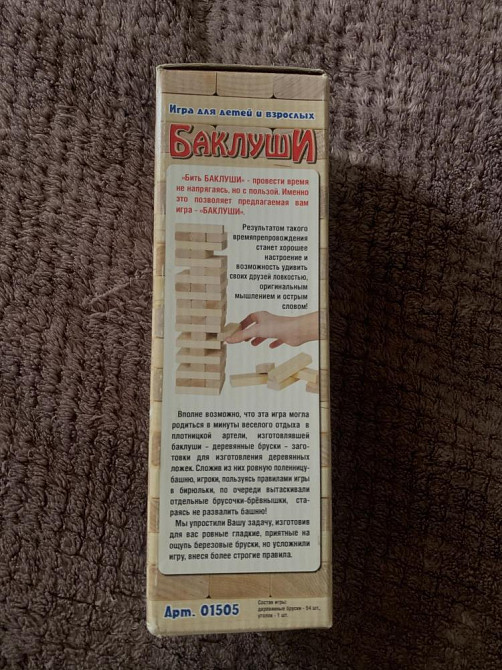 Игра для детей и взрослых
БАКЛУШИ
«Бить БАКЛУШИ» - провести время
не напрягаясь, но с пользой. Именно
это позволяет предлагаемая вам
игра - «БАКЛУШИ».
Результатом такого
времяпрепровождения
станет хорошее
настроение и
возможность удивить
своих друзей ловкостью,
оригинальным
мышлением и острым
словом!
Вполне возможно, что эта игра могла
родиться в минуты веселого отдыха в
плотницкой артели, изготовлявшей
баклуши - деревянные бруски - заго-
товки для изготовления деревянных
ложек. Сложив из них ровную поленницу-
башню, игроки, пользуясь правилами игры
в бирюльки, по очереди вытаскивали
отдельные брусочки-брёвнышки, ста-
раясь не развалить башню!
Мы упростили Вашу задачу, изготовив
для вас ровные гладкие, приятные на
ощупь березовые бруски, но усложнили
игру, внеся более строгие правила.
Арт. 01505
Состав игры:
деревянные бруски - 54 шт.,
уголок - 1 шт.